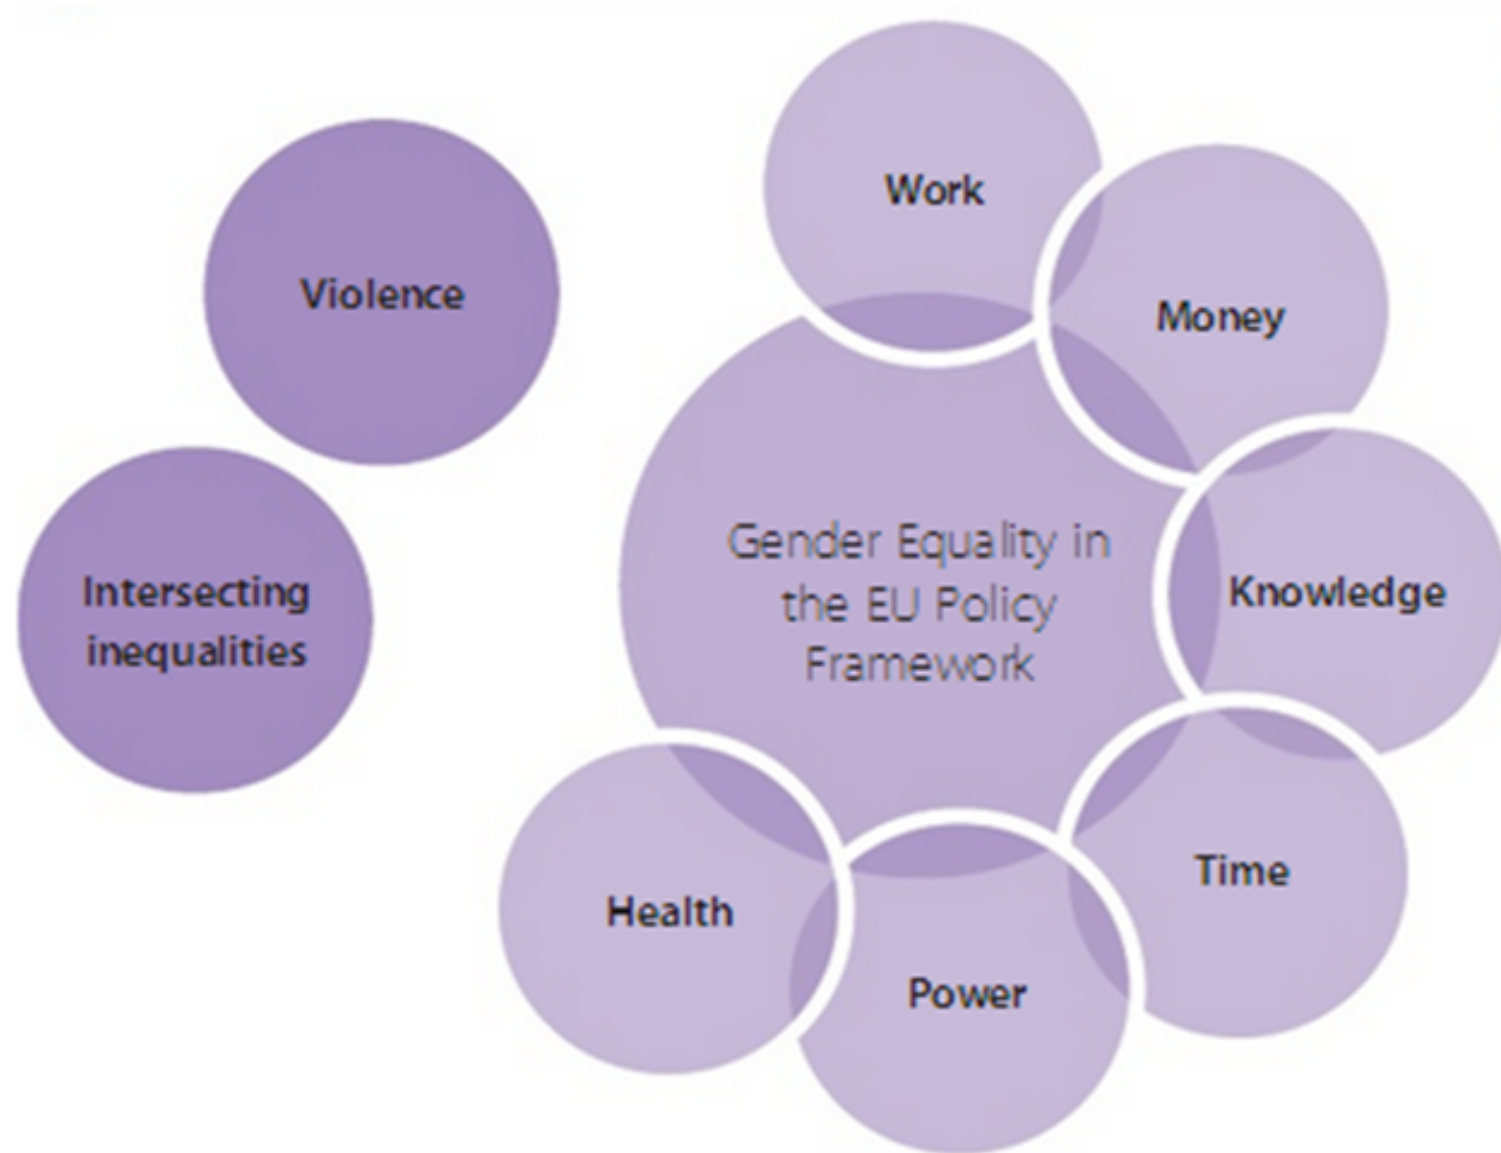 Work
Violence
Money
Gender Equality in
the EU Policy
Framework
Intersecting
inequalities
Knowledge
Time
Health
Power